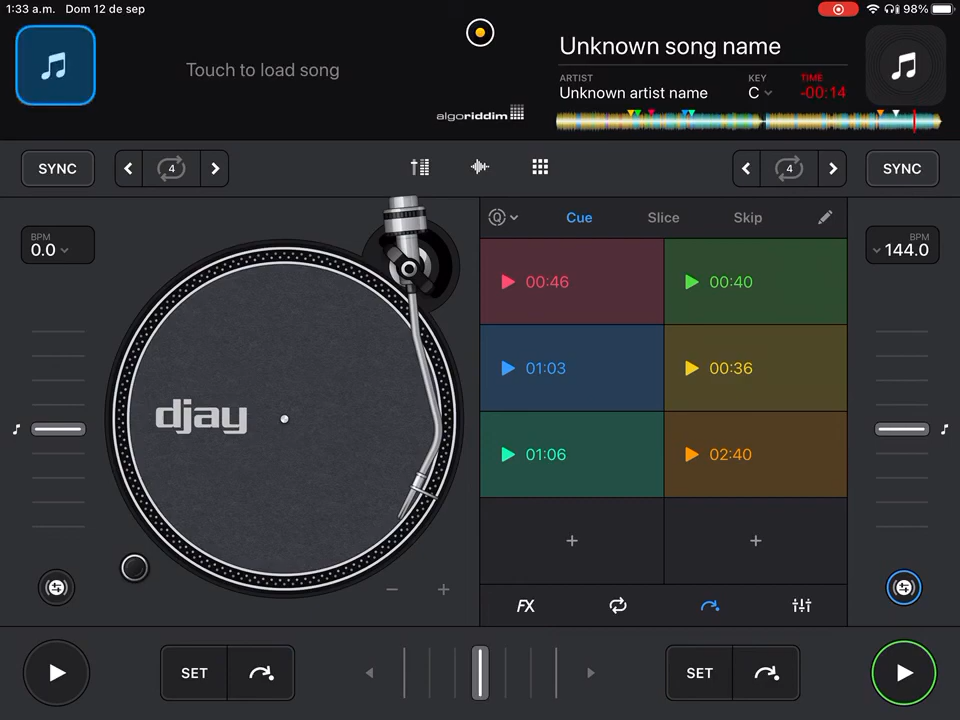 1:33 a.m. Dom 12 de sep
98%
Touch to load song
algoriddim
Unknown song name
ARTIST
Unknown artist name
KEY
C
TIME
-00:14
SYNC
4
4
SYNC
BPM
0.0
Q
Cue
Slice
Skip
BPM
144.0
00:46
00:40
01:03
00:36
01:06
02:40
+
+
djay
− +
FX
SET
SET